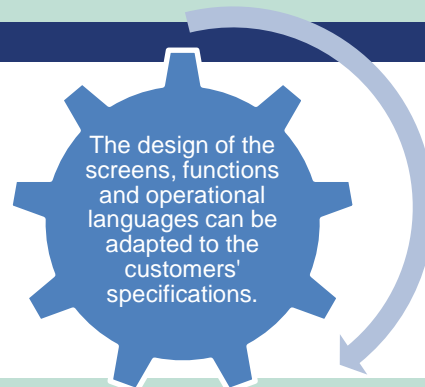 The design of the
screens, functions
and operational
languages can be
adapted to the
customers'
specifications.